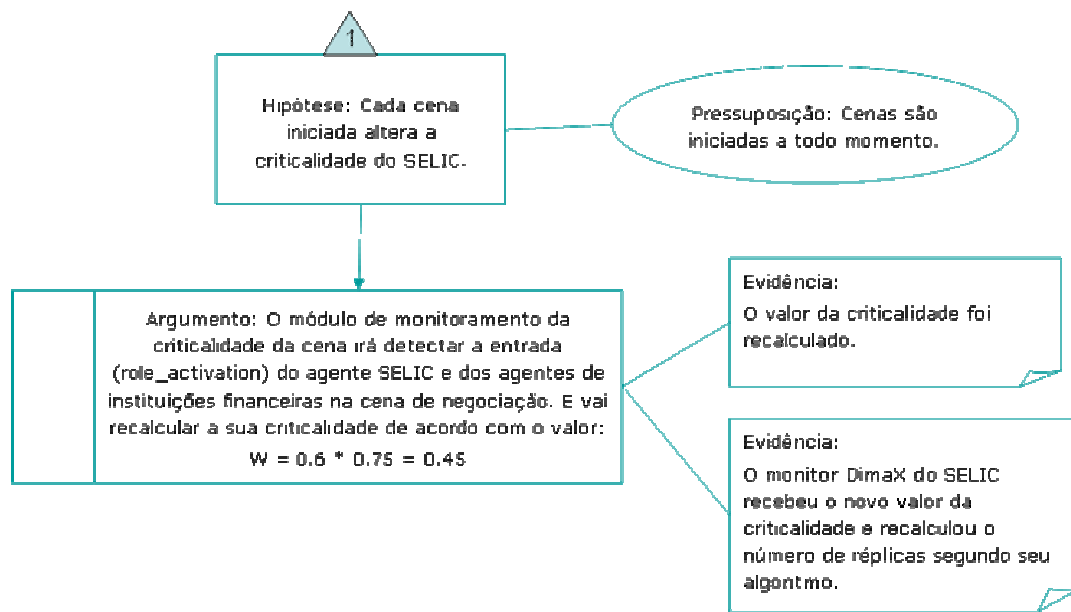 1
Hipótese: Cada cena
iniciada altera a
criticalidade do SELIC.
Pressuposição: Cenas são
iniciadas a todo momento.
Argumento: O módulo de monitoramento da
criticalidade da cena irá detectar a entrada
(role_activation) do agente SELIC e dos agentes de
instituições financeiras na cena de negociação. E vai
recalcular a sua criticalidade de acordo com o valor:
W = 0.6 * 0.75 = 0.45
Evidência:
O valor da criticalidade foi
recalculado.
Evidência:
O monitor DimaX do SELIC
recebeu o novo valor da
criticalidade e recalculou o
número de réplicas segundo seu
algoritmo.